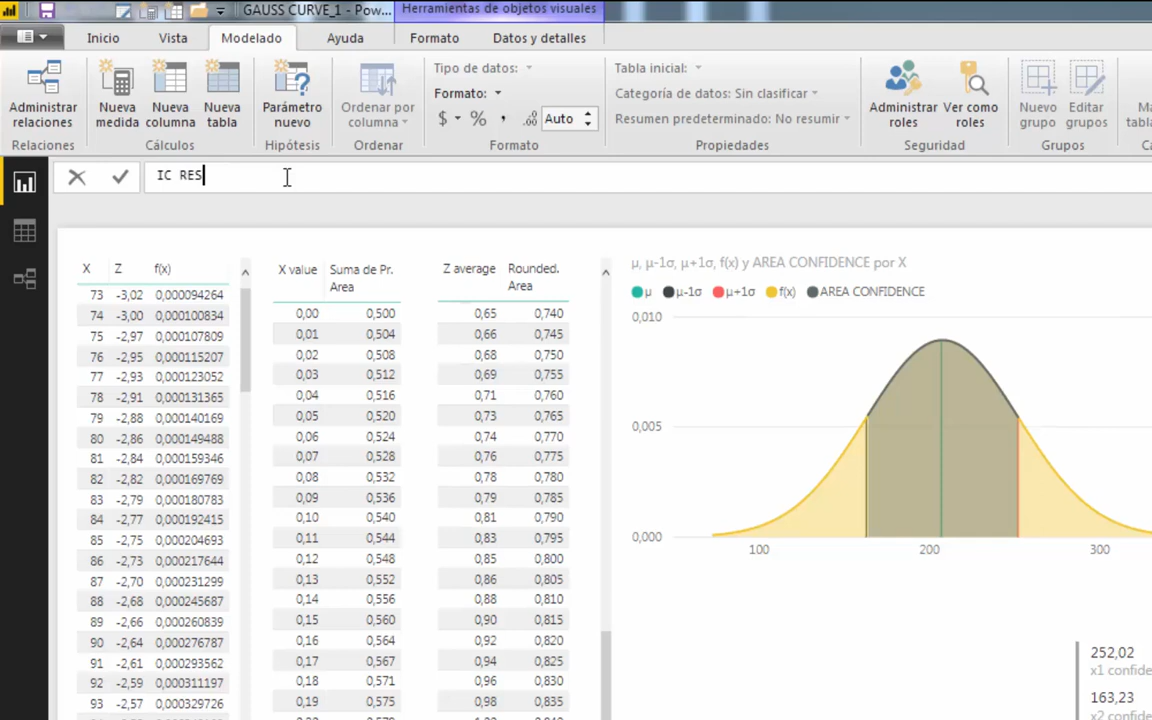 GAUSS CURVE_1 - Pow...
Herramientas de objetos visuales
Inicio
Vista
Modelado
Ayuda
Formato
Datos y detalles
Administrar relaciones
Relaciones
Nueva medida
Nueva columna
Nueva tabla
Cálculos
Parámetro nuevo
Hipótesis
Ordenar por columna
Ordenar
Tipo de datos:
Formato:
$ % , .00 Auto
Formato
Tabla inicial:
Categoría de datos: Sin clasificar
Resumen predeterminado: No resumir
Propiedades
Administrar roles
Ver como roles
Seguridad
Nuevo grupo
Editar grupos
Grupos
IC RES
X Z f(x)
73 -3,02 0,000094264
74 -3,00 0,000100834
75 -2,97 0,000107809
76 -2,95 0,000115207
77 -2,93 0,000123052
78 -2,91 0,000131365
79 -2,88 0,000140169
80 -2,86 0,000149488
81 -2,84 0,000159346
82 -2,82 0,000169769
83 -2,79 0,000180783
84 -2,77 0,000192415
85 -2,75 0,000204693
86 -2,73 0,000217644
87 -2,70 0,000231299
88 -2,68 0,000245687
89 -2,66 0,000260839
90 -2,64 0,000276787
91 -2,61 0,000293562
92 -2,59 0,000311197
93 -2,57 0,000329726
X value Suma de Pr. Area
0,00 0,500
0,01 0,504
0,02 0,508
0,03 0,512
0,04 0,516
0,05 0,520
0,06 0,524
0,07 0,528
0,08 0,532
0,09 0,536
0,10 0,540
0,11 0,544
0,12 0,548
0,13 0,552
0,14 0,556
0,15 0,560
0,16 0,564
0,17 0,567
0,18 0,571
0,19 0,575
Z average Rounded. Area
0,65 0,740
0,66 0,745
0,68 0,750
0,69 0,755
0,71 0,760
0,73 0,765
0,74 0,770
0,76 0,775
0,78 0,780
0,79 0,785
0,81 0,790
0,83 0,795
0,85 0,800
0,86 0,805
0,88 0,810
0,90 0,815
0,92 0,820
0,94 0,825
0,96 0,830
0,98 0,835
μ, μ-1σ, μ+1σ, f(x) y AREA CONFIDENCE por X
μ μ-1σ μ+1σ f(x) AREA CONFIDENCE
0,010
0,005
0,000
100 200 300
252,02
x1 confide
163,23